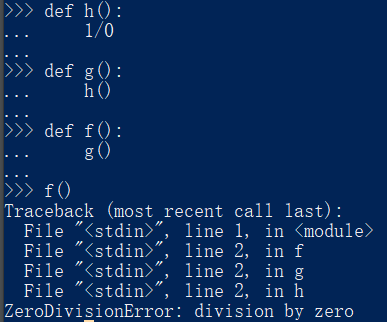 >>> def h():
...     1/0
...
>>> def g():
...     h()
...
>>> def f():
...     g()
...
>>> f()
Traceback (most recent call last):
  File "<stdin>", line 1, in <module>
  File "<stdin>", line 2, in f
  File "<stdin>", line 2, in g
  File "<stdin>", line 2, in h
ZeroDivisionError: division by zero